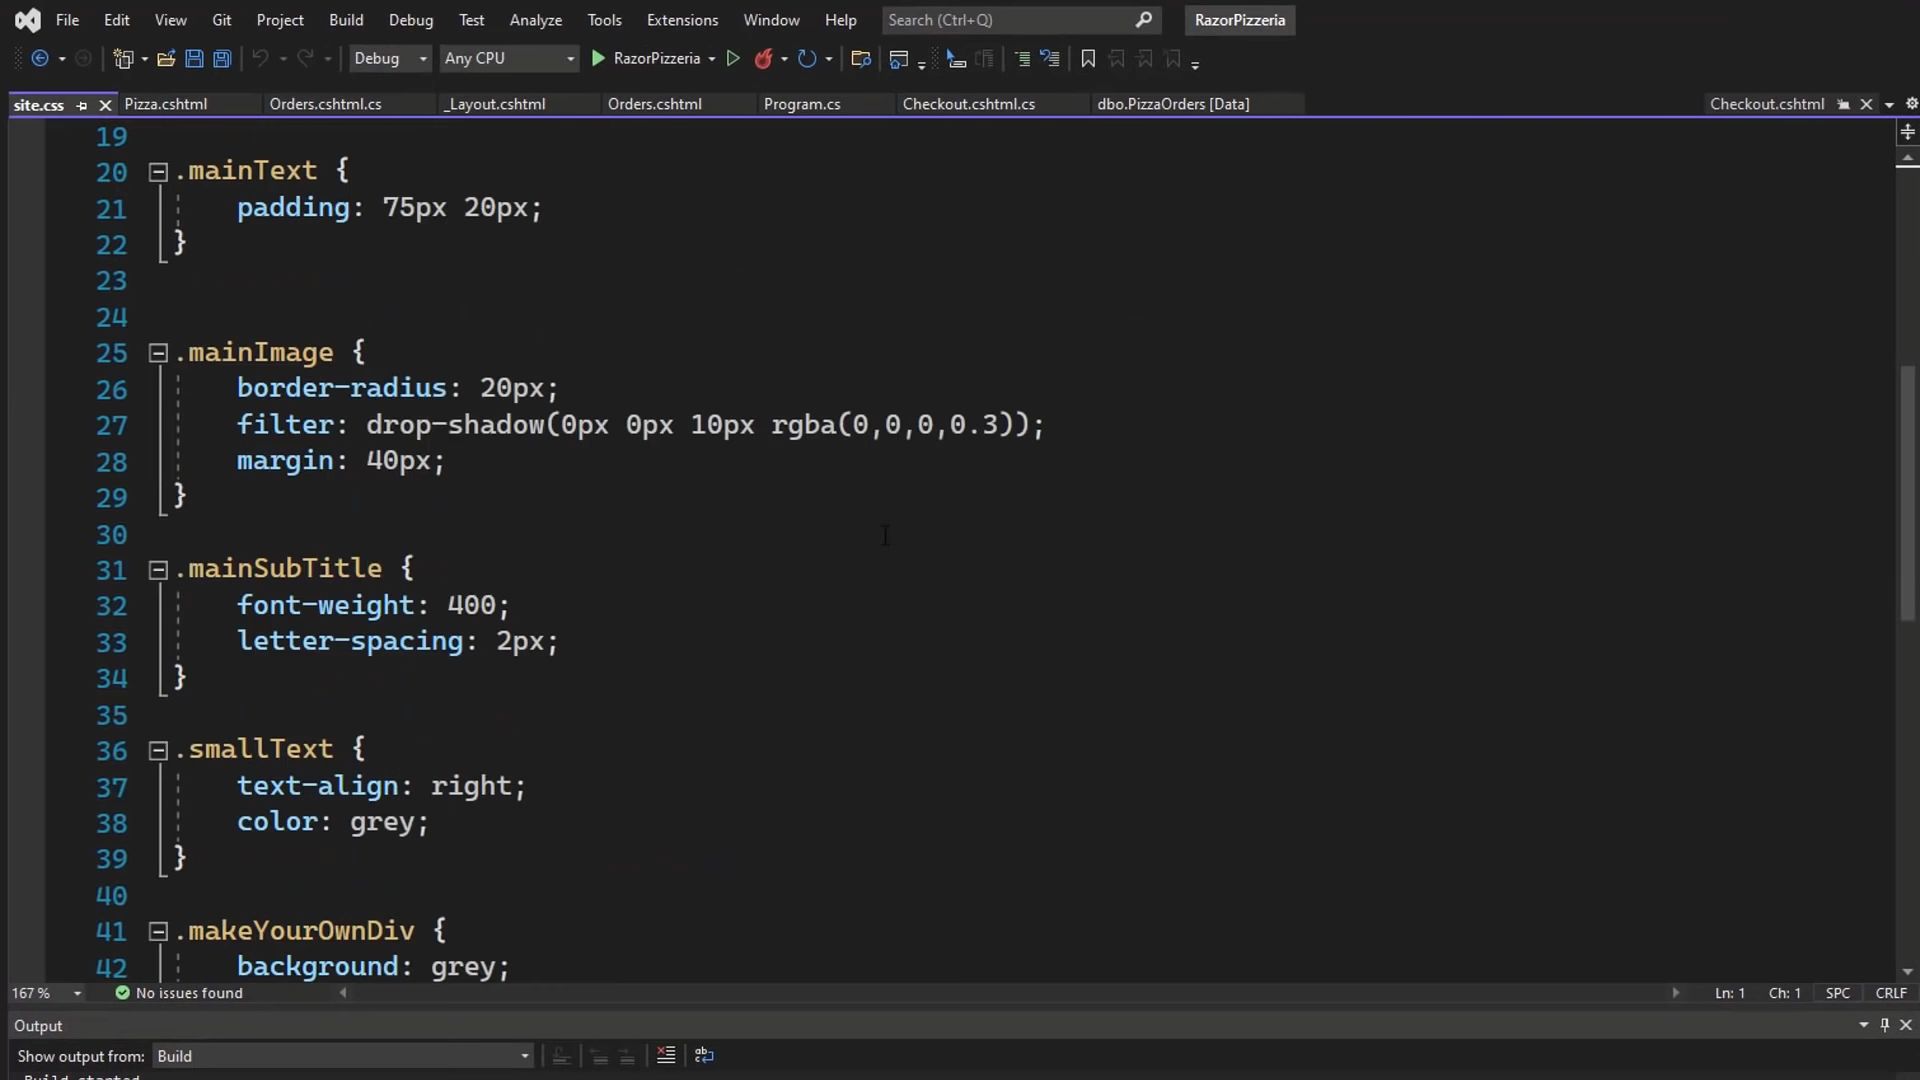 File Edit View Git Project Build Debug Test Analyze Tools Extensions Window Help Search (Ctrl+Q) RazorPizzeria
Debug Any CPU RazorPizzeria
site.css Pizza.cshtml Orders.cshtml.cs _Layout.cshtml Orders.cshtml Program.cs Checkout.cshtml.cs dbo.PizzaOrders [Data] Checkout.cshtml
19
20 .mainText {
21 padding: 75px 20px;
22 }
23
24
25 .mainImage {
26 border-radius: 20px;
27 filter: drop-shadow(0px 0px 10px rgba(0,0,0,0.3));
28 margin: 40px;
29 }
30
31 .mainSubTitle {
32 font-weight: 400;
33 letter-spacing: 2px;
34 }
35
36 .smallText {
37 text-align: right;
38 color: grey;
39 }
40
41 .makeYourOwnDiv {
42 background: grey;
167 % No issues found Ln: 1 Ch: 1 SPC CRLF
Output
Show output from: Build
Build started